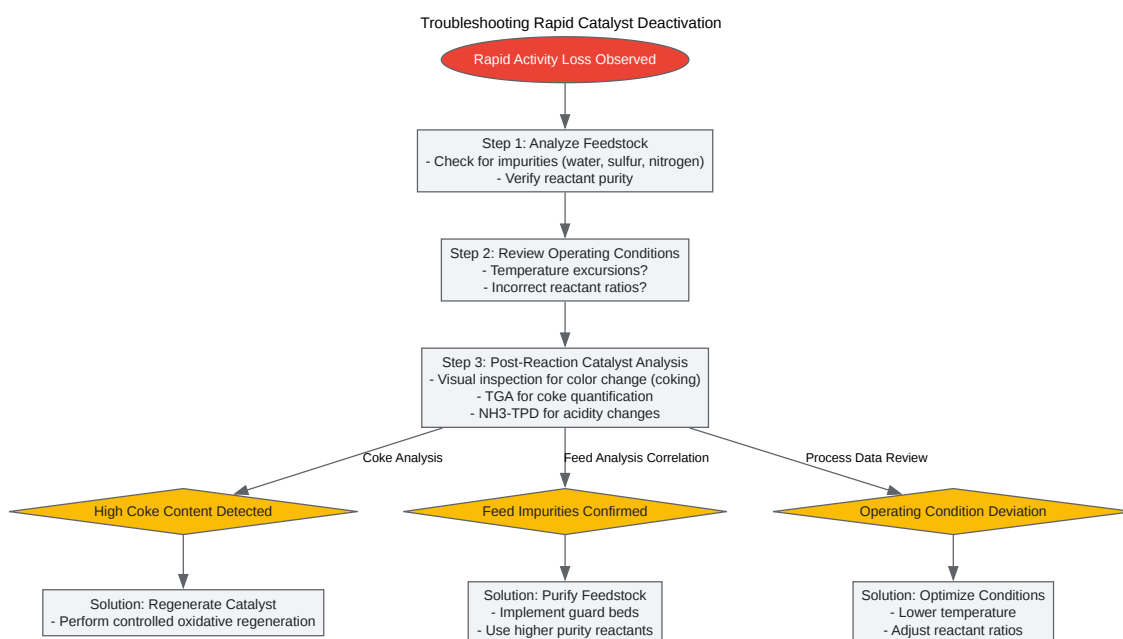 Troubleshooting Rapid Catalyst Deactivation
Rapid Activity Loss Observed
Step 1: Analyze Feedstock
- Check for impurities (water, sulfur, nitrogen)
- Verify reactant purity
Step 2: Review Operating Conditions
- Temperature excursions?
- Incorrect reactant ratios?
Step 3: Post-Reaction Catalyst Analysis
- Visual inspection for color change (coking)
- TGA for coke quantification
- NH3-TPD for acidity changes
Coke Analysis
Feed Analysis Correlation
Process Data Review
High Coke Content Detected
Feed Impurities Confirmed
Operating Condition Deviation
Solution: Regenerate Catalyst
- Perform controlled oxidative regeneration
Solution: Purify Feedstock
- Implement guard beds
- Use higher purity reactants
Solution: Optimize Conditions
- Lower temperature
- Adjust reactant ratios